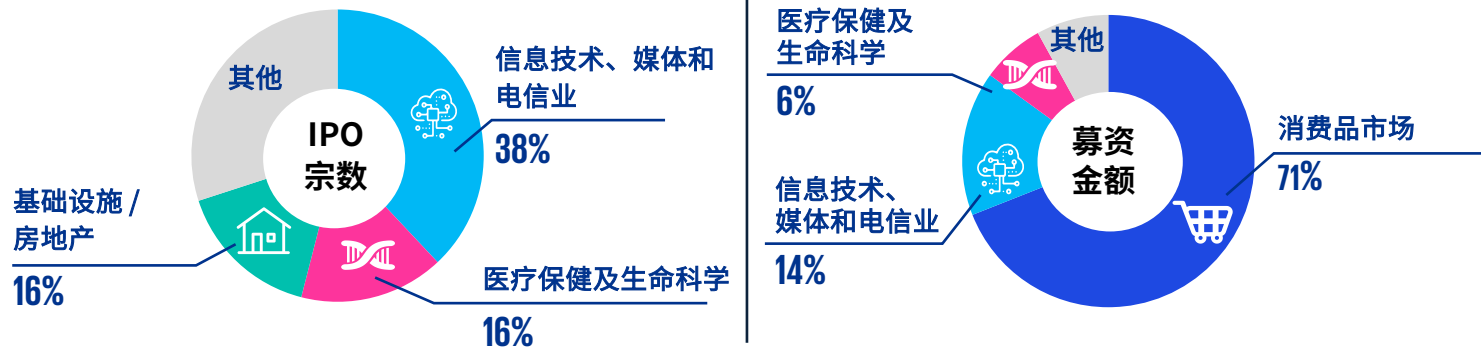 其他
信息技术、媒体和
电信业
38%
IPO
宗数
基础设施 /
房地产
16%
医疗保健及生命科学
16%
医疗保健及
生命科学
6%
其他
募资
金额
消费品市场
71%
信息技术、
媒体和电信业
14%